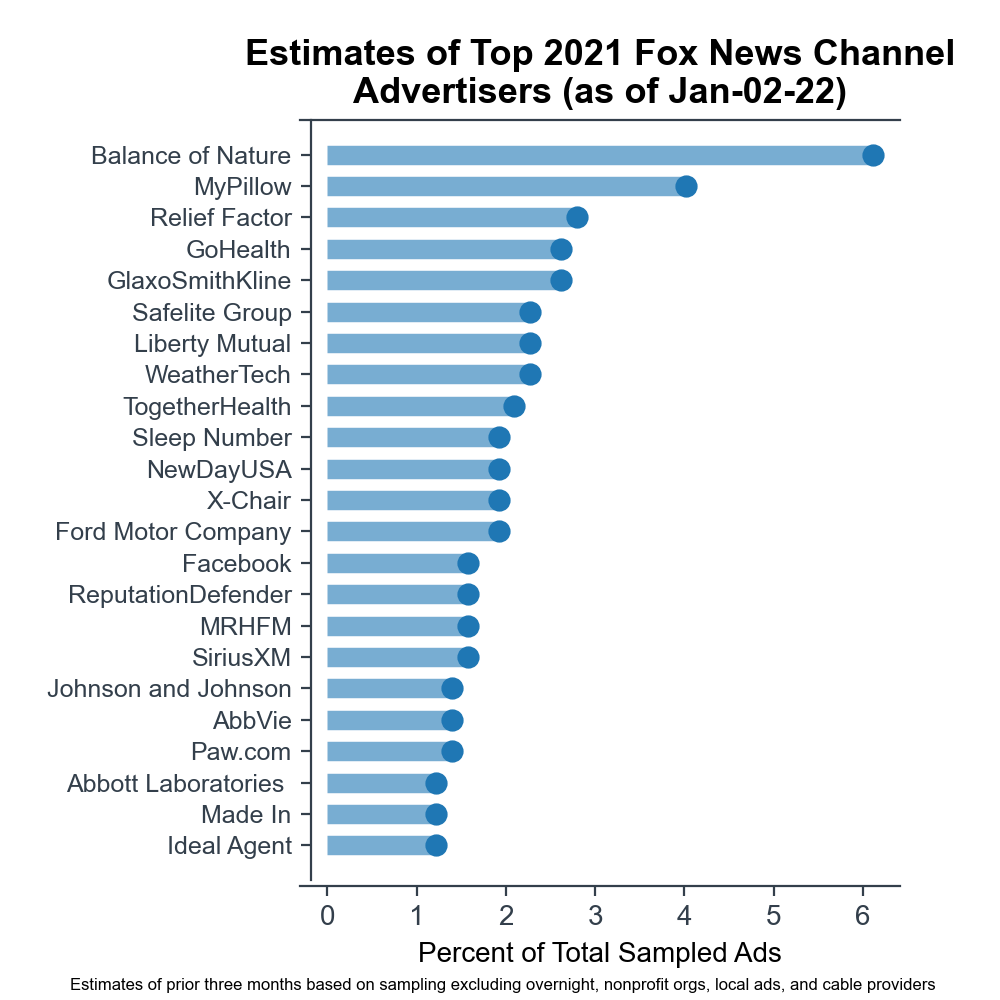 Estimates of Top 2021 Fox News Channel
Advertisers (as of Jan-02-22)
Balance of Nature
MyPillow
Relief Factor
GoHealth
GlaxoSmithKline
Safelite Group
Liberty Mutual
WeatherTech
TogetherHealth
Sleep Number
NewDayUSA
X-Chair
Ford Motor Company
Facebook
ReputationDefender
MRHFM
SiriusXM
Johnson and Johnson
AbbVie
Paw.com
Abbott Laboratories
Made In
Ideal Agent
0 1 2 3 4 5 6
Percent of Total Sampled Ads
Estimates of prior three months based on sampling excluding overnight, nonprofit orgs, local ads, and cable providers